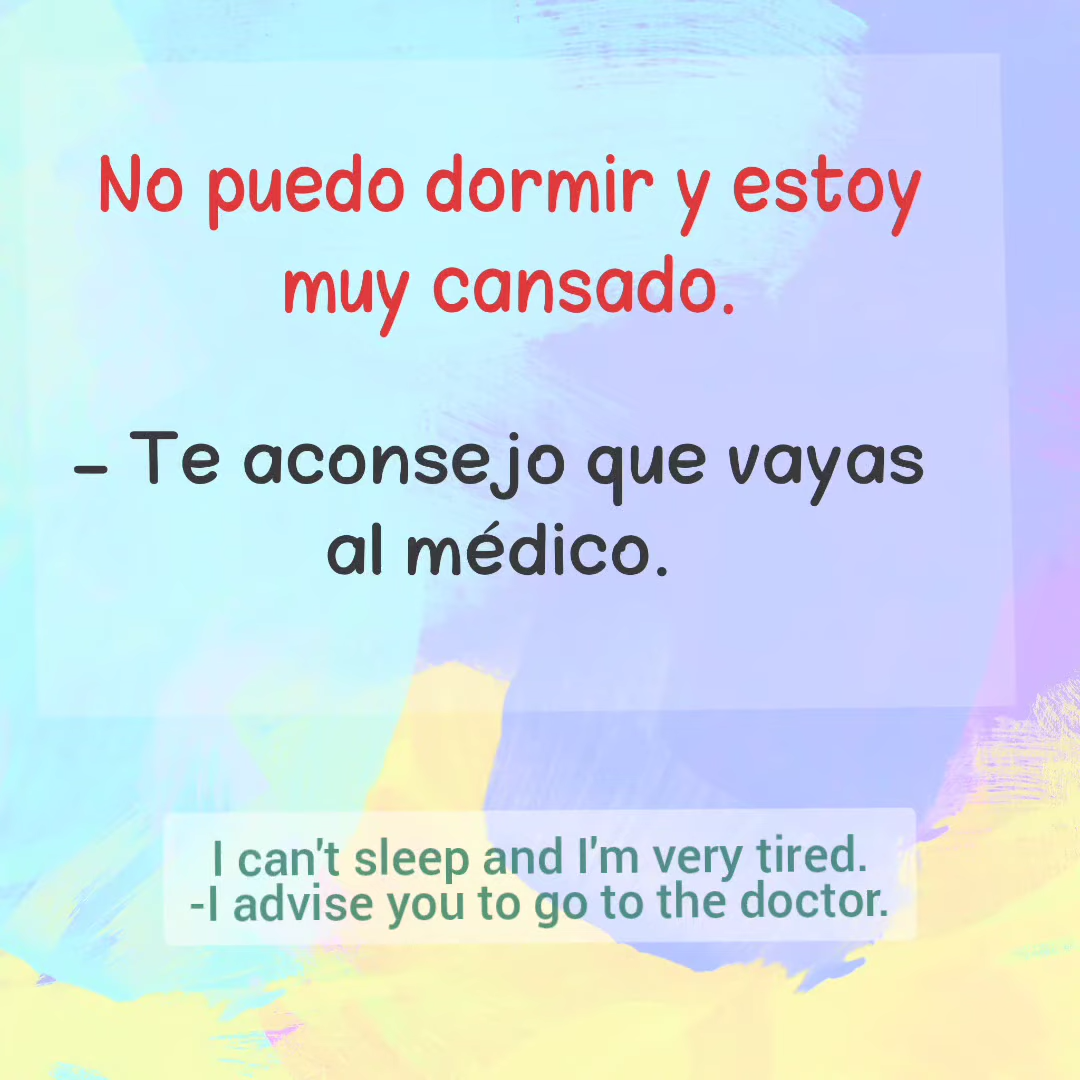 No puedo dormir y estoy
muy cansado.
- Te aconsejo que vayas
al médico.
I can't sleep and I'm very tired.
-I advise you to go to the doctor.